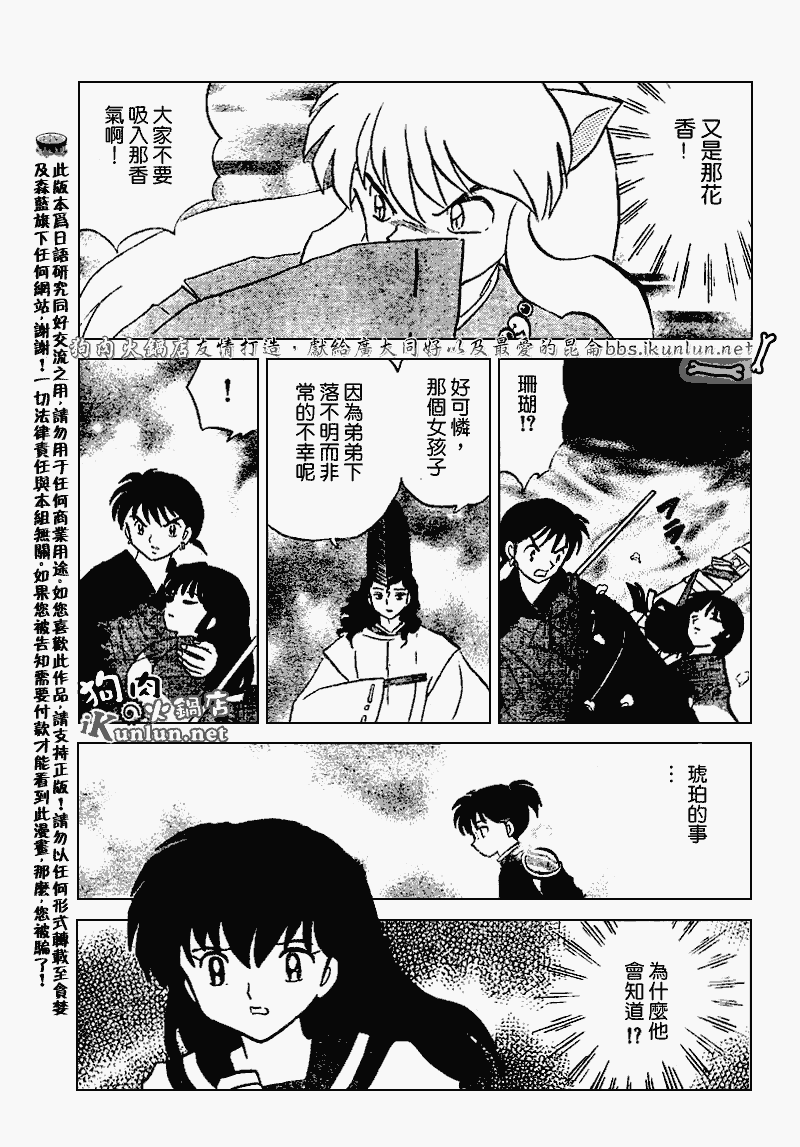 又是那花
香！
大家不要
吸入那香
氣啊！
狗肉火鍋店友情打造，獻給廣大同好以及最愛的昆侖bbs.ikunlun.net
珊瑚!?
好可憐，
那個女孩子
因為弟弟下
落不明而非
常的不幸呢
！
狗肉
火鍋店
iKunlun.net
琥珀的事
…
為什麼他
會知道!?
此版本爲日語研究同好交流之用，請勿用于任何商業用途。如您喜歡此作品，請支持正版！請勿以任何形式轉載至貪婪
及森藍旗下任何網站，謝謝！一切法律責任與本組無關。如果您被告知需要付款才能看到此漫畫，那麼，您被騙了！